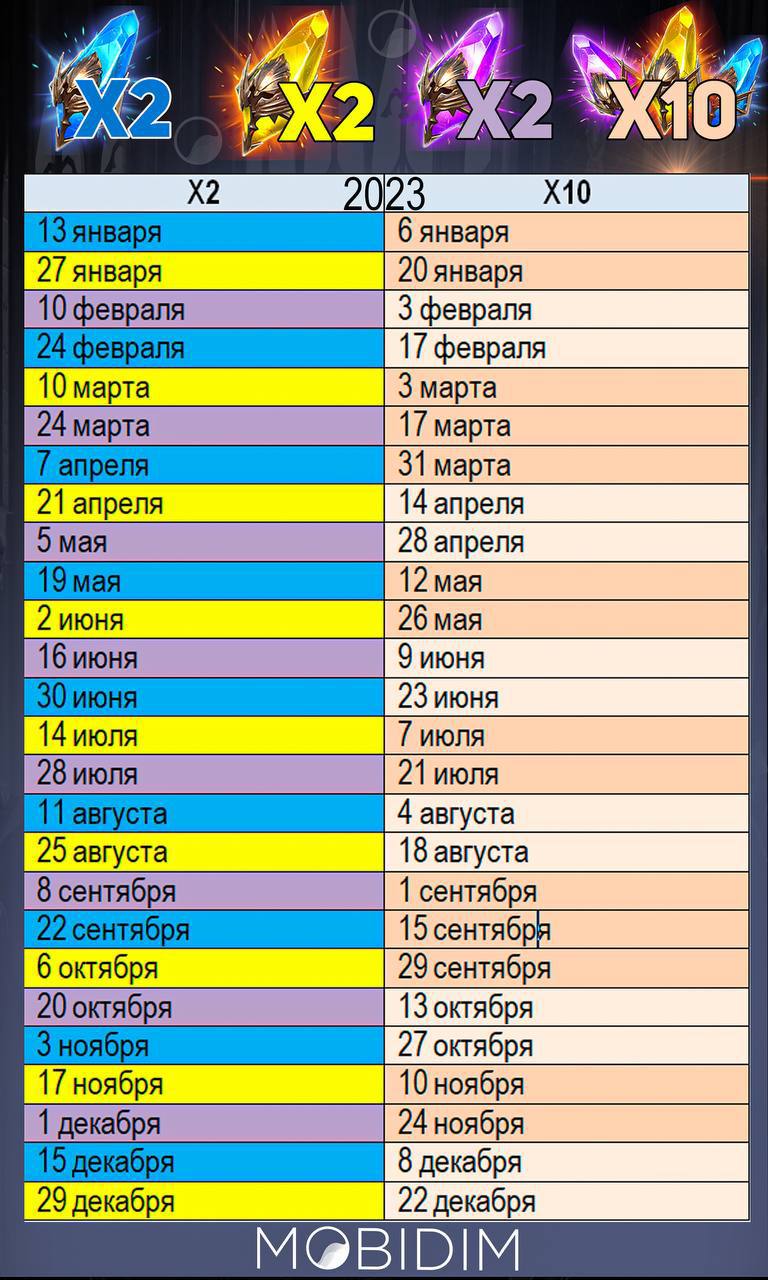 X2 X2 X2 X10
X2 2023 X10
13 января 6 января
27 января 20 января
10 февраля 3 февраля
24 февраля 17 февраля
10 марта 3 марта
24 марта 17 марта
7 апреля 31 марта
21 апреля 14 апреля
5 мая 28 апреля
19 мая 12 мая
2 июня 26 мая
16 июня 9 июня
30 июня 23 июня
14 июля 7 июля
28 июля 21 июля
11 августа 4 августа
25 августа 18 августа
8 сентября 1 сентября
22 сентября 15 сентября
6 октября 29 сентября
20 октября 13 октября
3 ноября 27 октября
17 ноября 10 ноября
1 декабря 24 ноября
15 декабря 8 декабря
29 декабря 22 декабря
MOBIDIM